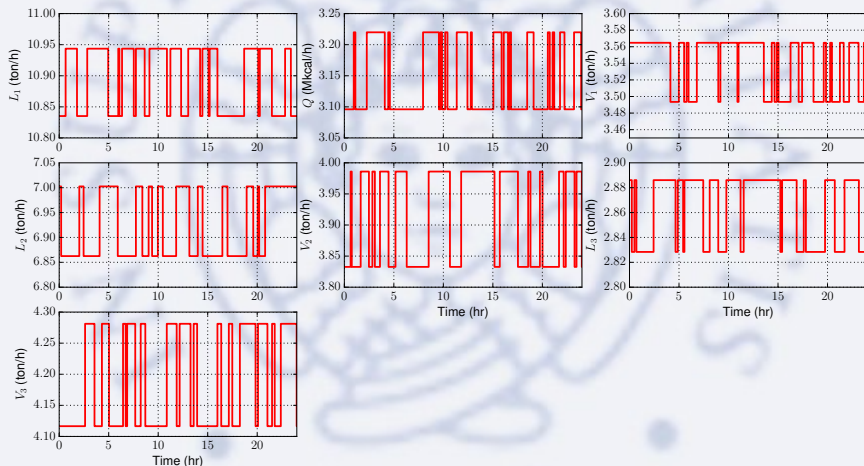 L1 (ton/h)
11.00
10.95
10.90
10.85
10.80
0 5 10 15 20
Q (Mkcal/h)
3.25
3.20
3.15
3.10
3.05
0 5 10 15 20
V1 (ton/h)
3.60
3.58
3.56
3.54
3.52
3.50
3.48
3.46
0 5 10 15 20
L2 (ton/h)
7.05
7.00
6.95
6.90
6.85
6.80
0 5 10 15 20
V2 (ton/h)
4.00
3.95
3.90
3.85
3.80
0 5 10 15 20
Time (hr)
L3 (ton/h)
2.90
2.88
2.86
2.84
2.82
2.80
0 5 10 15 20
Time (hr)
V3 (ton/h)
4.30
4.25
4.20
4.15
4.10
0 5 10 15 20
Time (hr)